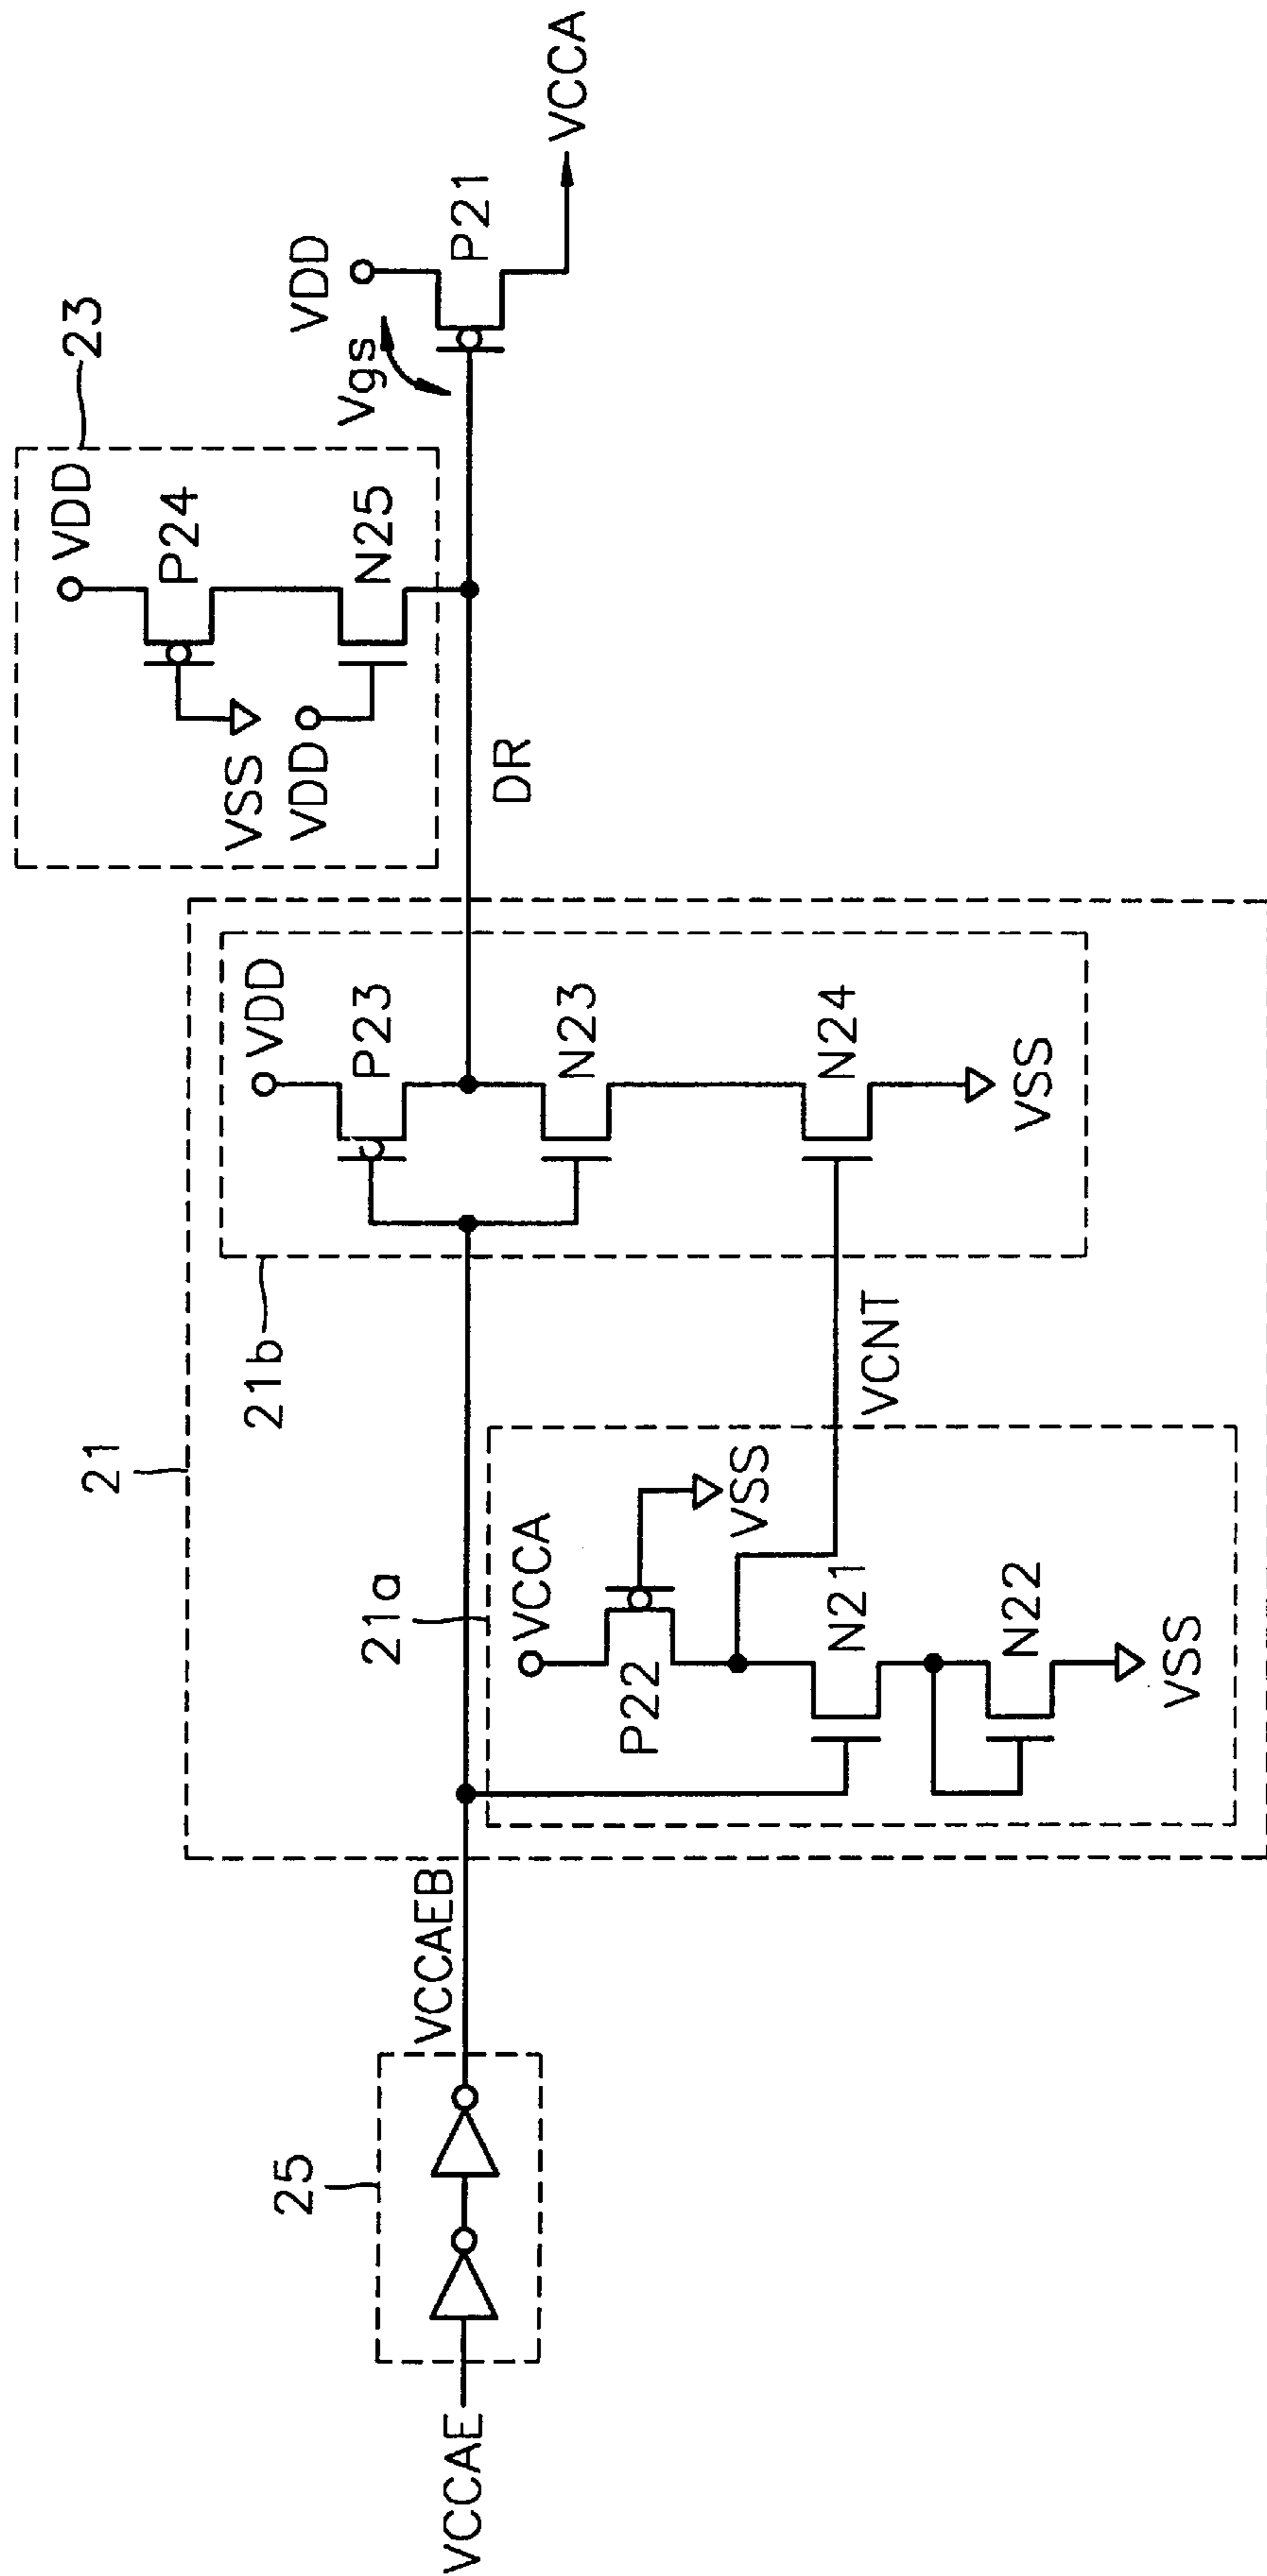 VCCAE
25
VCCAEB
21
21a
VCCA
P22
VSS
N21
N22
VSS
VCNT
21b
VDD
P23
N23
N24
VSS
DR
23
VDD
P24
VSS
VDD
N25
Vgs
VDD
P21
VCCA